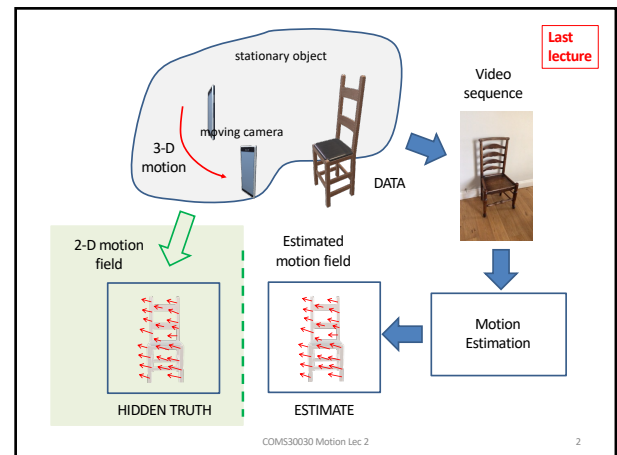 Last
lecture
stationary object
Video
sequence
moving camera
3-D
motion
DATA
2-D motion
field
Estimated
motion field
Motion
Estimation
HIDDEN TRUTH
ESTIMATE
COMS30030 Motion Lec 2
2